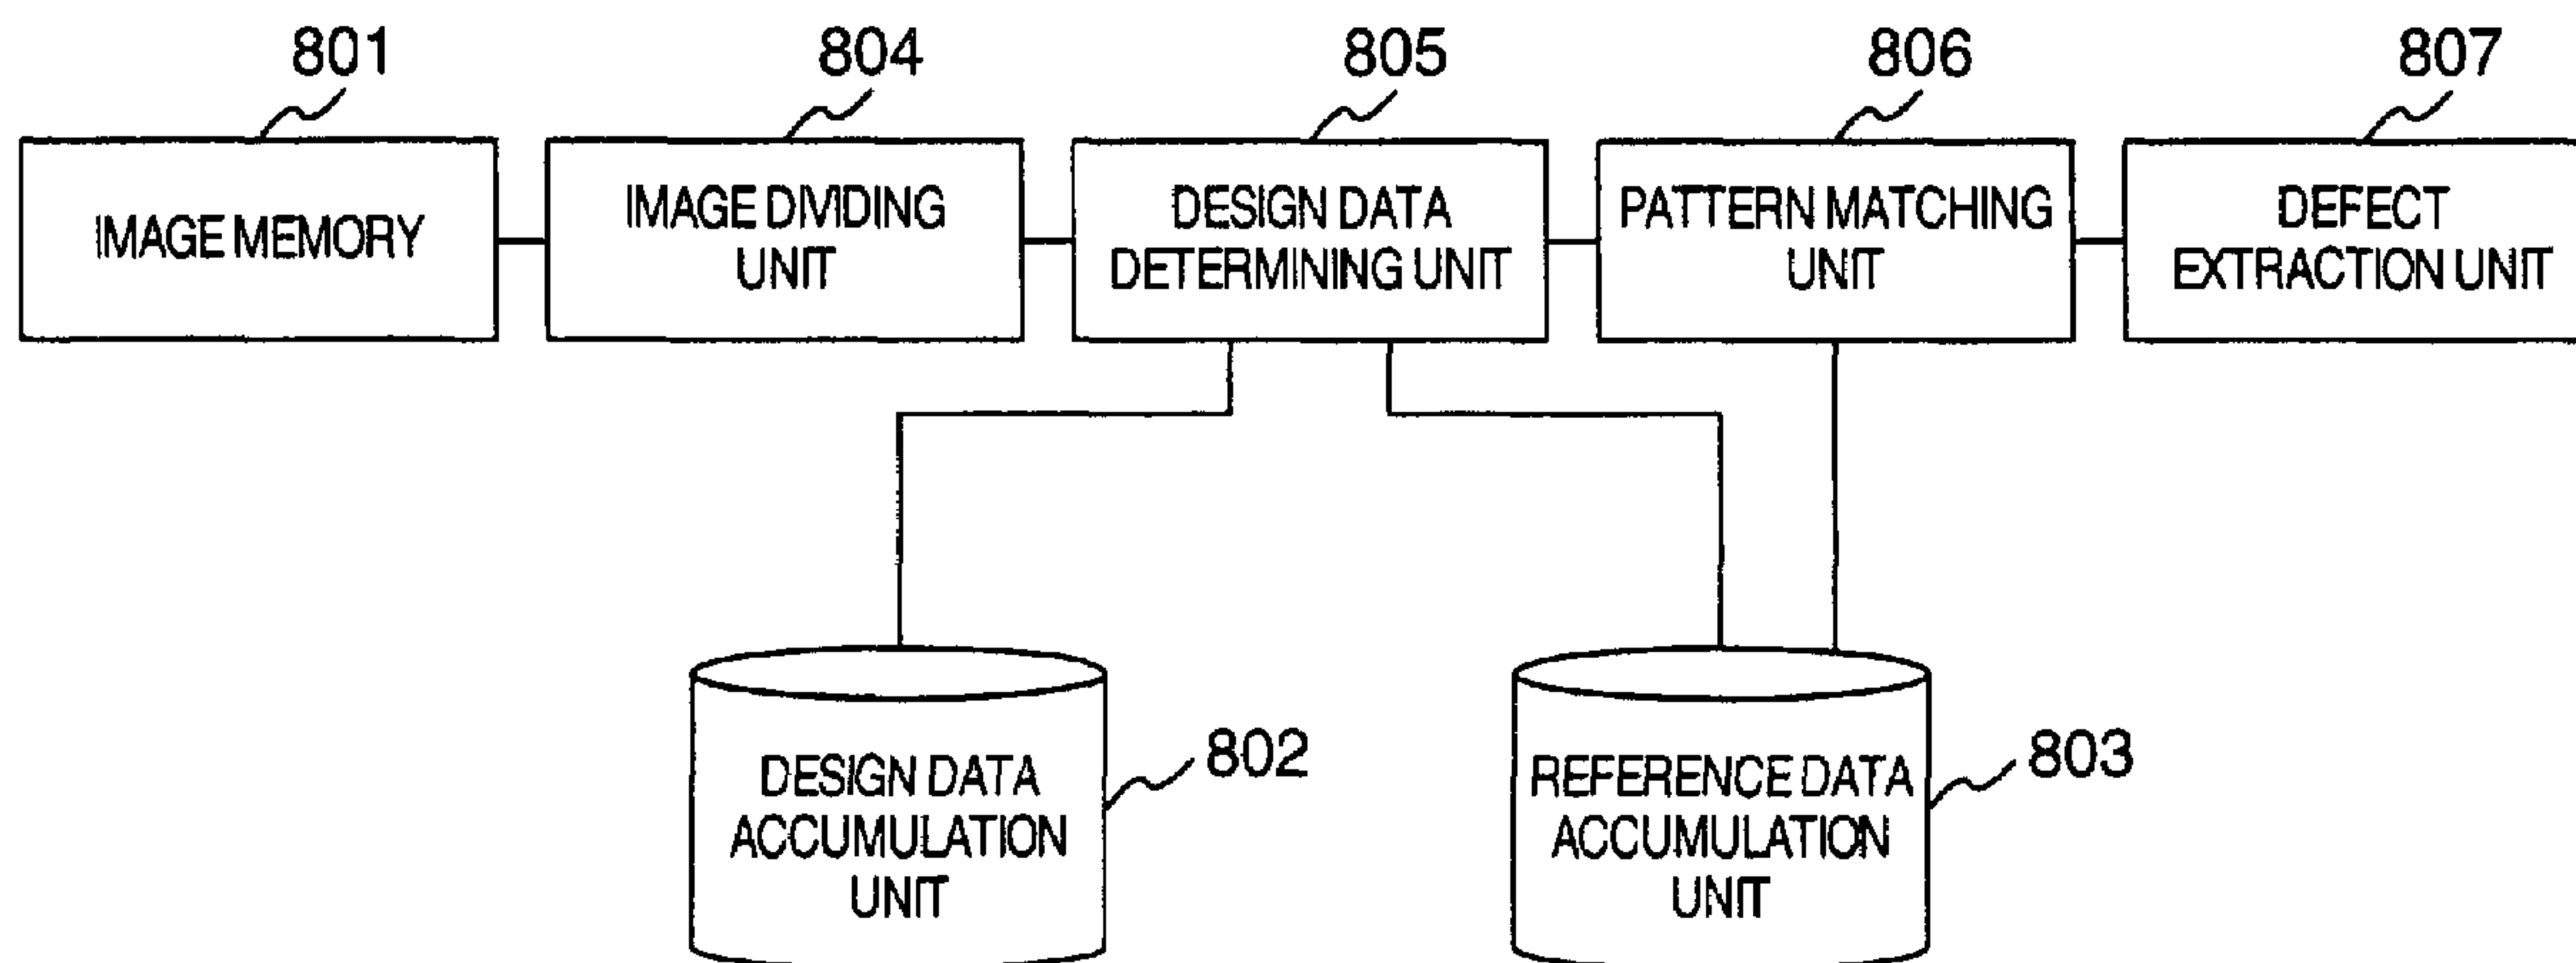 801
804
805
806
807
IMAGE MEMORY
IMAGE DIVIDING
UNIT
DESIGN DATA
DETERMINING UNIT
PATTERN MATCHING
UNIT
DEFECT
EXTRACTION UNIT
DESIGN DATA
ACCUMULATION
UNIT
802
REFERENCE DATA
ACCUMULATION
UNIT
803